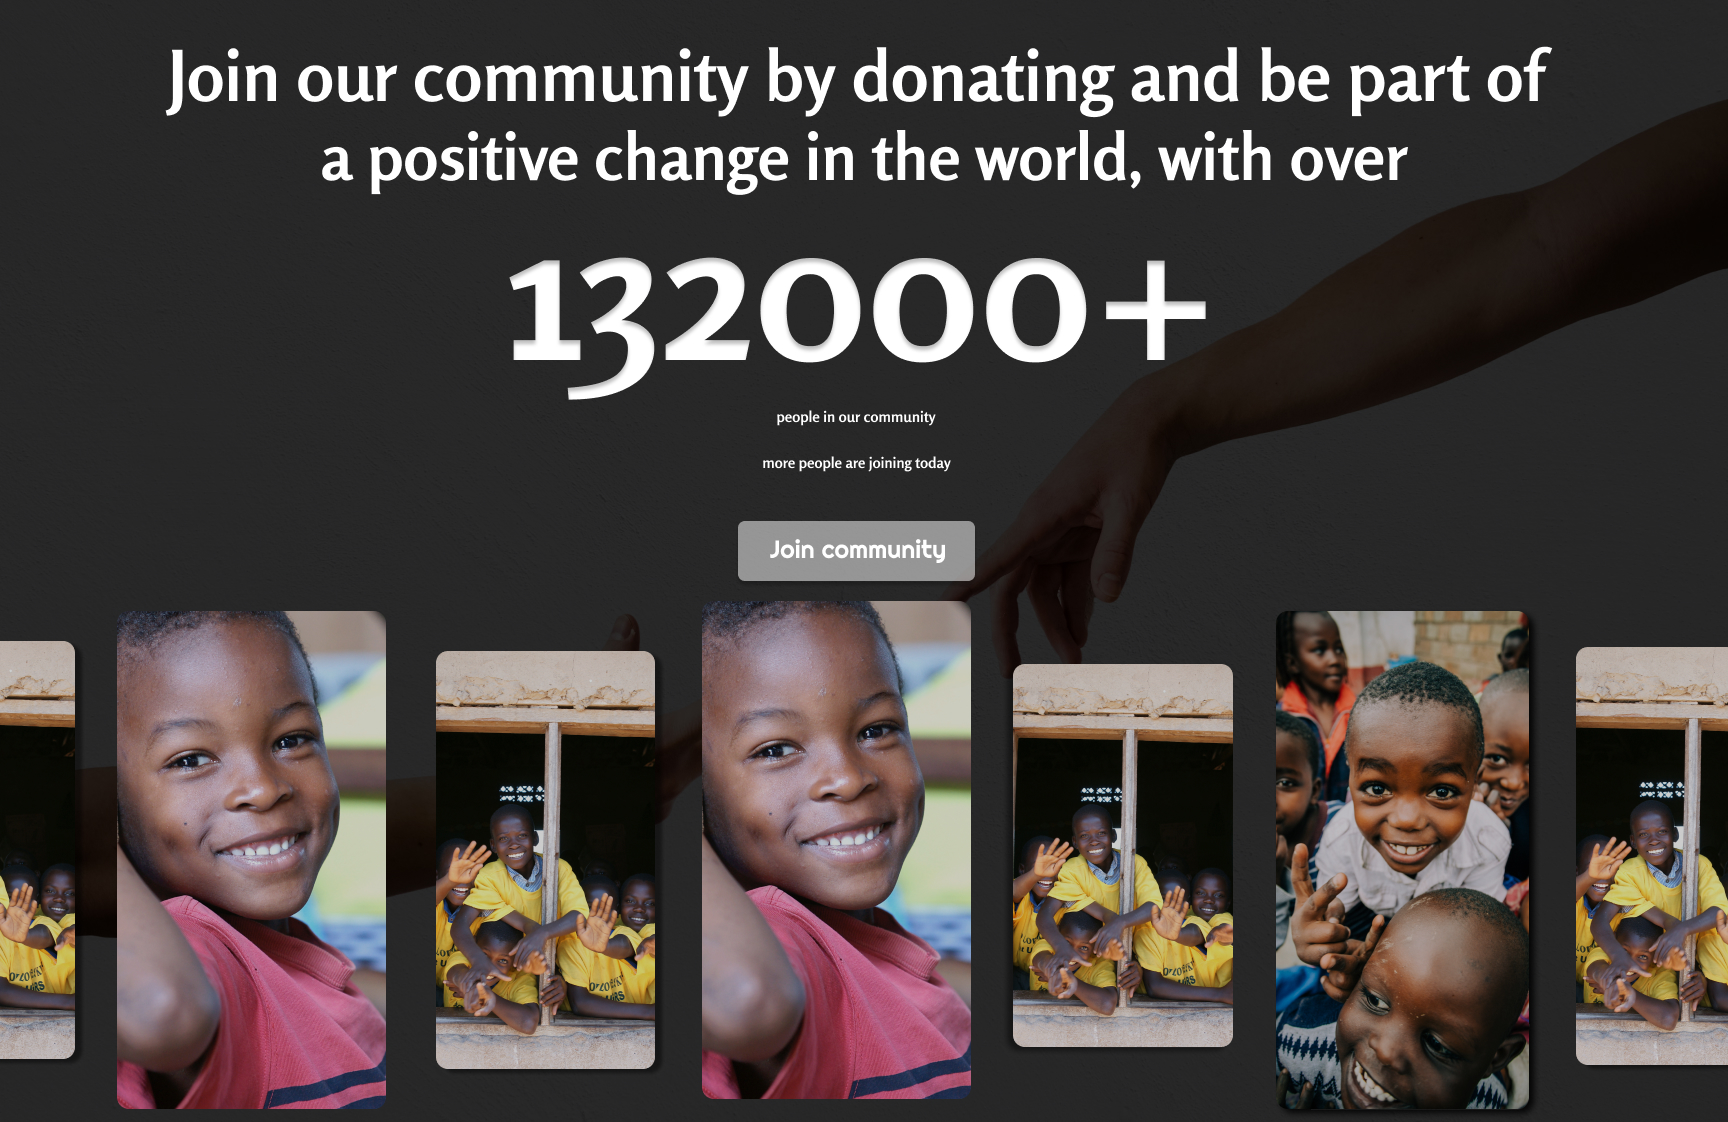 Join our community by donating and be part of
a positive change in the world, with over
132000+
people in our community
more people are joining today
Join community